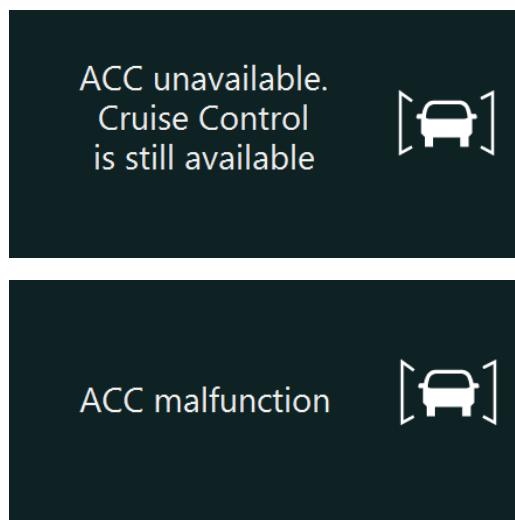 ACC unavailable.
Cruise Control
is still available
ACC malfunction